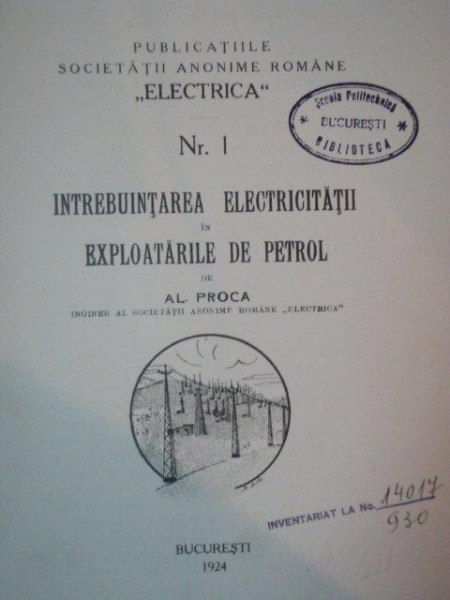 PUBLICAȚIILE
SOCIETĂȚII ANONIME ROMÂNE
„ELECTRICA“
Nr. 1
Școala Politechnică
* BUCUREȘTI *
BIBLIOTECA
INTREBUINȚAREA ELECTRICITĂȚII
ÎN
EXPLOATĂRILE DE PETROL
DE
AL. PROCA
INGINER AL SOCIETĂȚII ANONIME ROMÂNE „ELECTRICA“
INVENTARIAT LA No. 14017
930
BUCUREȘTI
1924